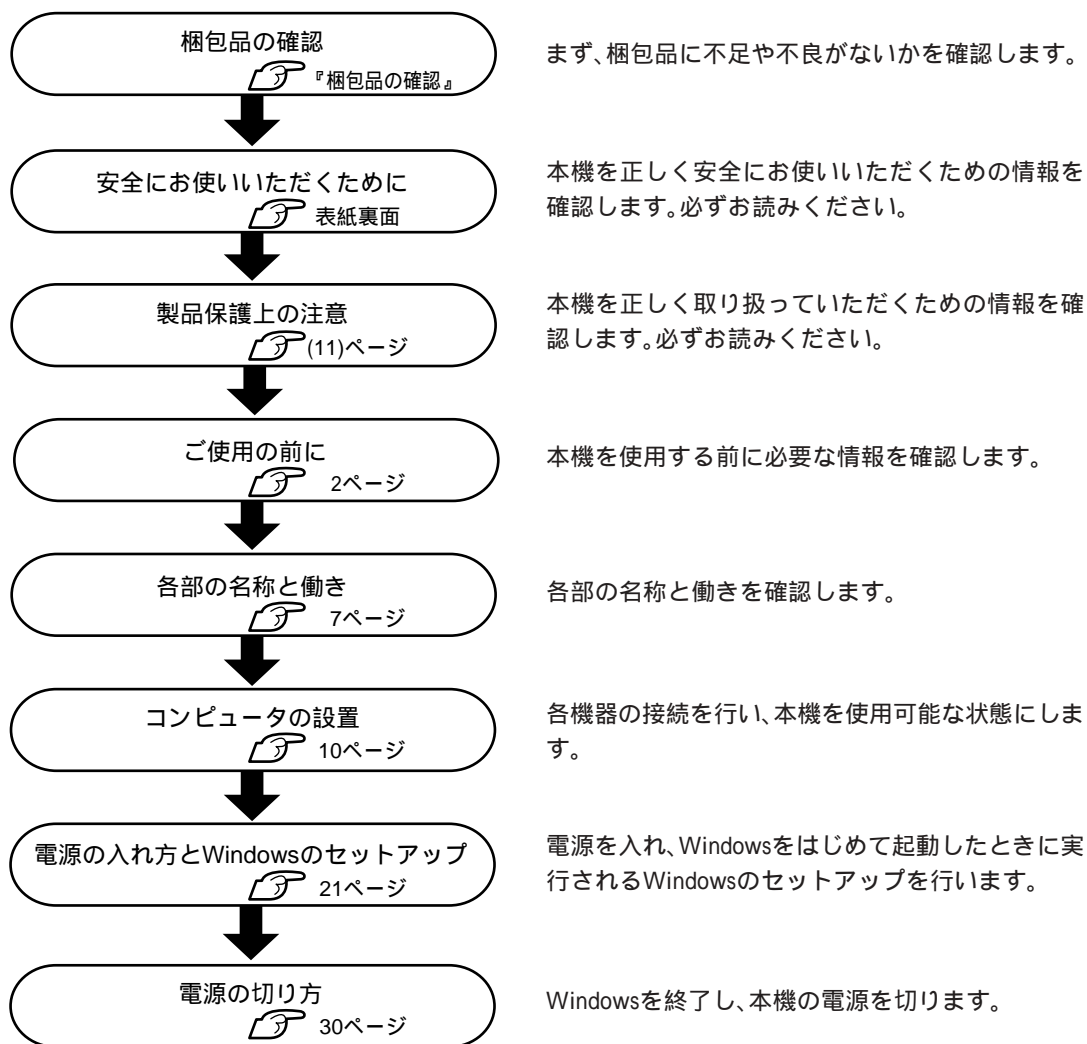 梱包品の確認
『梱包品の確認』
まず、梱包品に不足や不良がないかを確認します。
安全にお使いいただくために
表紙裏面
本機を正しく安全にお使いいただくための情報を
確認します。必ずお読みください。
製品保護上の注意
(11)ページ
本機を正しく取り扱っていただくための情報を確
認します。必ずお読みください。
ご使用の前に
2ページ
本機を使用する前に必要な情報を確認します。
各部の名称と働き
7ページ
各部の名称と働きを確認します。
コンピュータの設置
10ページ
各機器の接続を行い、本機を使用可能な状態にしま
す。
電源の入れ方とWindowsのセットアップ
21ページ
電源を入れ、Windowsをはじめて起動したときに実
行されるWindowsのセットアップを行います。
電源の切り方
30ページ
Windowsを終了し、本機の電源を切ります。